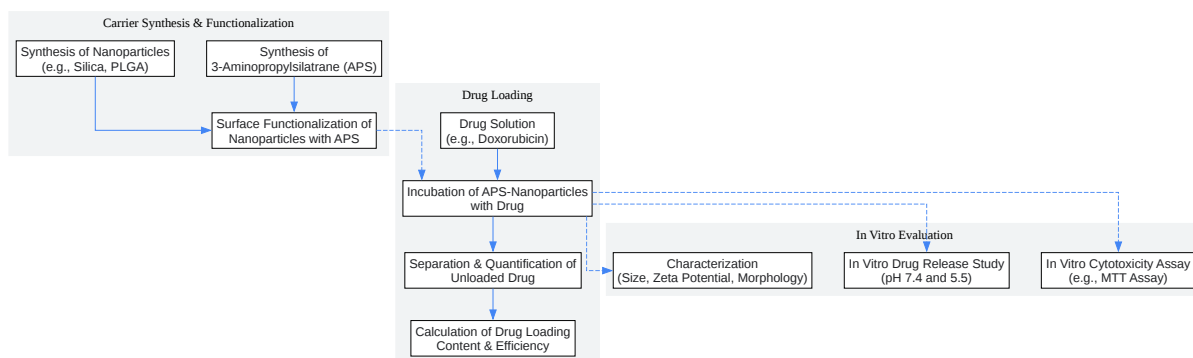 Carrier Synthesis & Functionalization
Synthesis of Nanoparticles
(e.g., Silica, PLGA)
Synthesis of
3-Aminopropylsilatrane (APS)
Surface Functionalization of
Nanoparticles with APS
Drug Loading
Drug Solution
(e.g., Doxorubicin)
Incubation of APS-Nanoparticles
with Drug
Separation & Quantification of
Unloaded Drug
Calculation of Drug Loading
Content & Efficiency
In Vitro Evaluation
Characterization
(Size, Zeta Potential, Morphology)
In Vitro Drug Release Study
(pH 7.4 and 5.5)
In Vitro Cytotoxicity Assay
(e.g., MTT Assay)